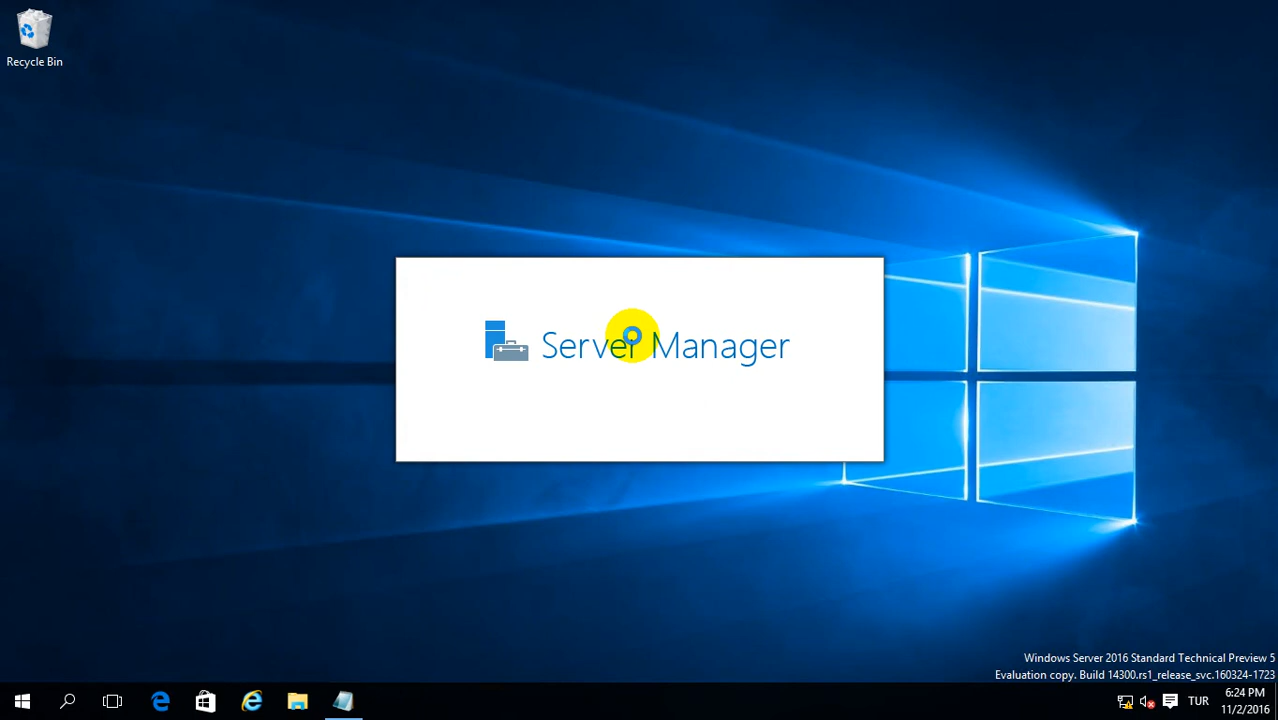 Recycle Bin
Server Manager
Windows Server 2016 Standard Technical Preview 5
Evaluation copy. Build 14300.rs1_release_svc.160324-1723
TUR
6:24 PM
11/2/2016